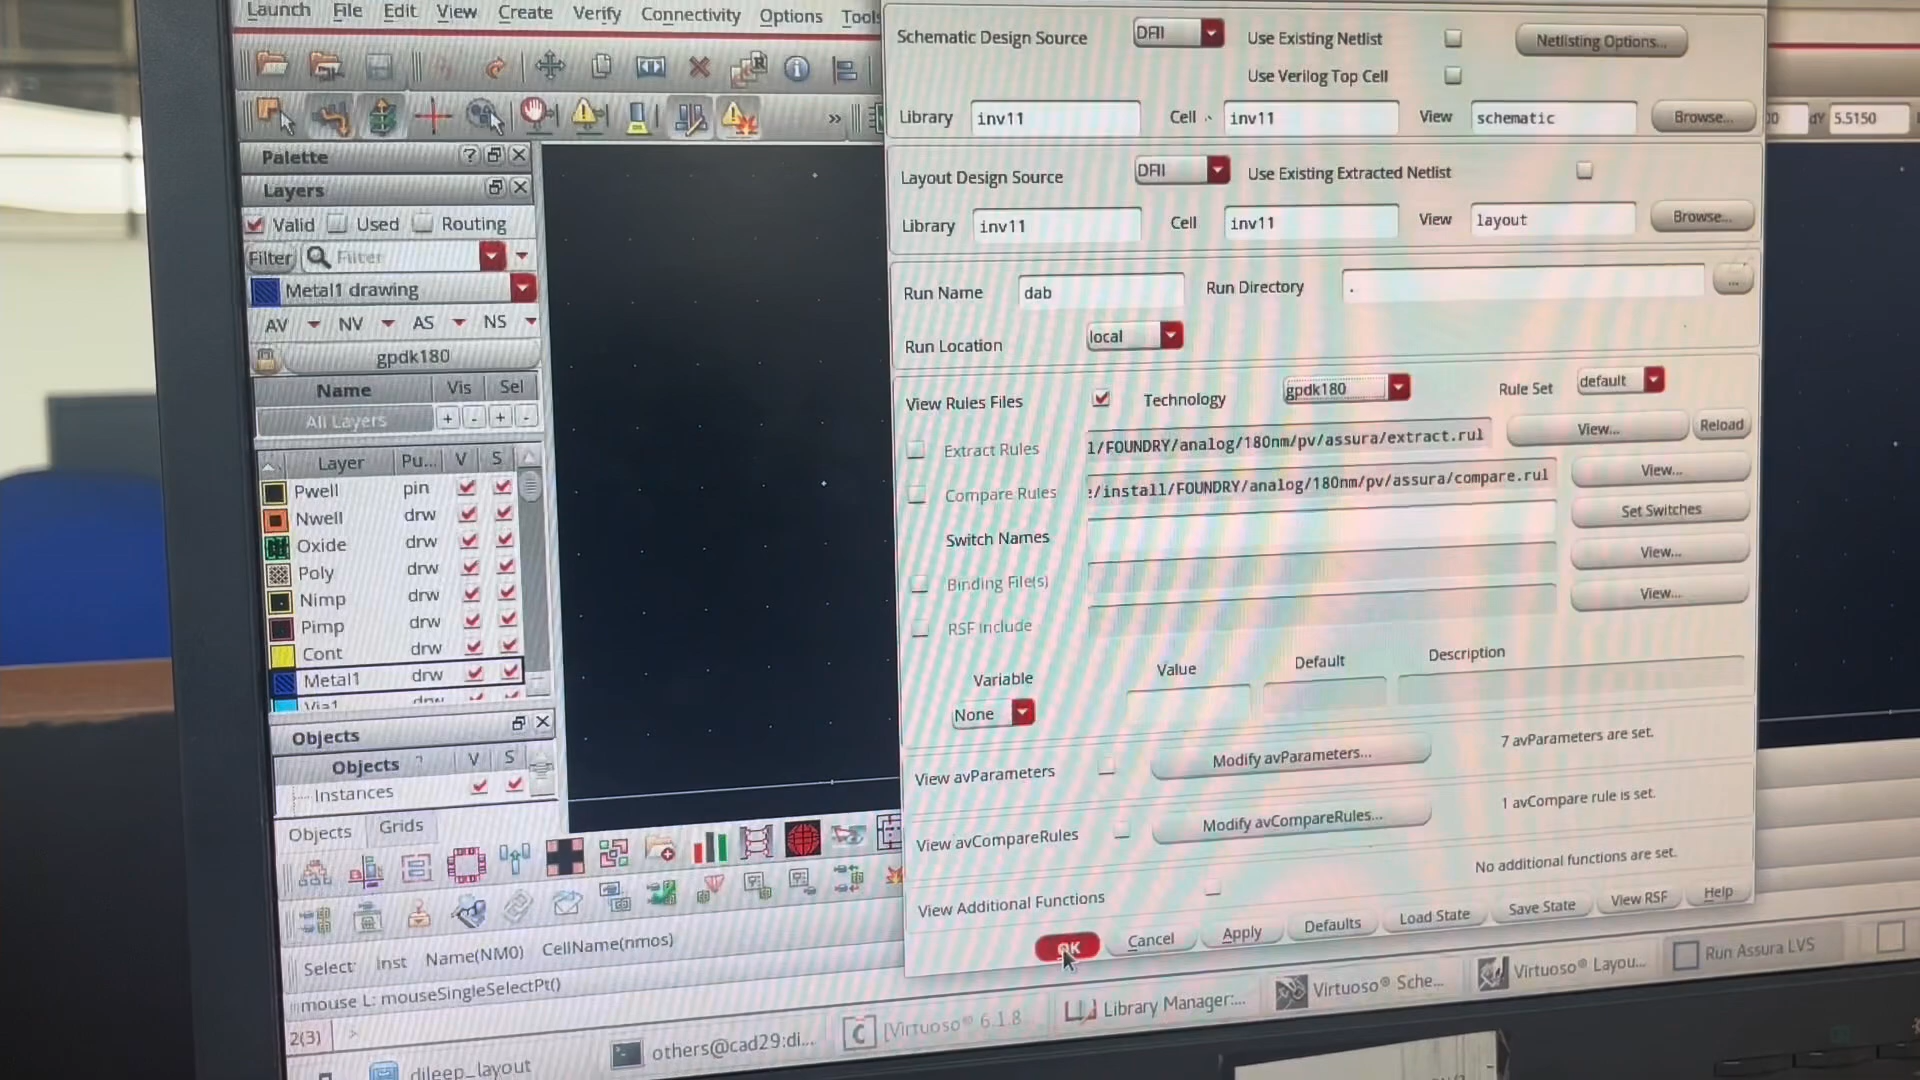 Launch File Edit View Create Verify Connectivity Options Tools
Palette
Layers
Valid Used Routing
Filter Filter
Metal1 drawing
AV NV AS NS
gpdk180
Name Vis Sel
All Layers + - + -
Layer Pu... V S
Pwell pin
Nwell drw
Oxide drw
Poly drw
Nimp drw
Pimp drw
Cont drw
Metal1 drw
Via1 drw
Objects
Objects V S
Instances
Objects Grids
Select: Inst Name(NM0) CellName(nmos)
mouse L: mouseSingleSelectPt()
2(3) >
Schematic Design Source DFII Use Existing Netlist Netlisting Options...
Use Verilog Top Cell
Library inv11 Cell inv11 View schematic Browse...
Layout Design Source DFII Use Existing Extracted Netlist
Library inv11 Cell inv11 View layout Browse...
Run Name dab Run Directory . ...
Run Location local
View Rules Files Technology gpdk180 Rule Set default
Extract Rules l/FOUNDRY/analog/180nm/pv/assura/extract.rul View... Reload
Compare Rules :/install/FOUNDRY/analog/180nm/pv/assura/compare.rul View...
Switch Names Set Switches
Binding File(s) View...
RSF Include View...
Variable Value Default Description
None
View avParameters Modify avParameters... 7 avParameters are set.
View avCompareRules Modify avCompareRules... 1 avCompare rule is set.
View Additional Functions No additional functions are set.
OK Cancel Apply Defaults Load State Save State View RSF Help
dY 5.5150
dileep_layout others@cad29:di... [Virtuoso® 6.1.8 Library Manager:... Virtuoso® Sche... Virtuoso® Layou... Run Assura LVS